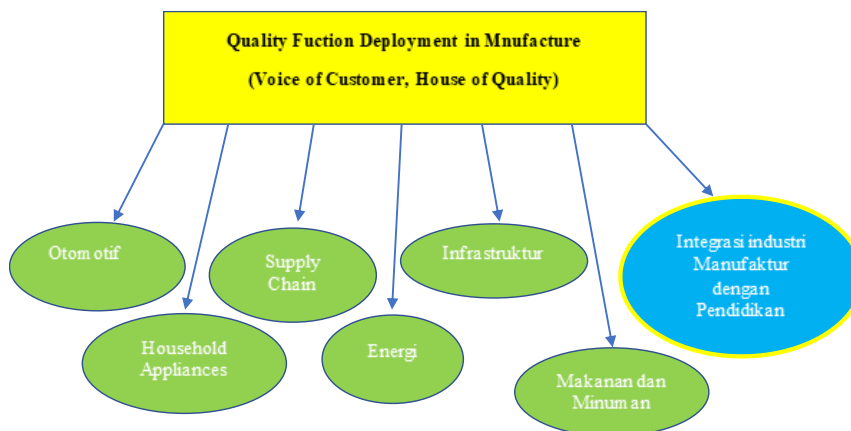 Quality Fuction Deployment in Mnufacture
(Voice of Customer, House of Quality)
Otomotif
Supply
Chain
Infrastruktur
Integrasi industri
Manufaktur
dengan
Pendidikan
Household
Appliances
Energi
Makanan dan
Minuman